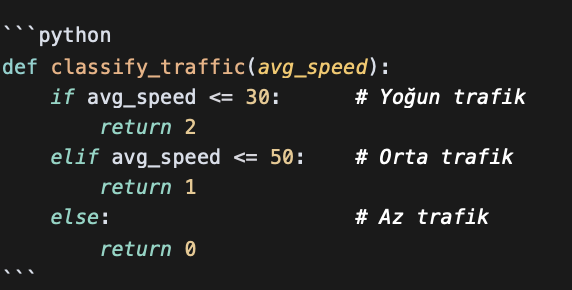 ```python
def classify_traffic(avg_speed):
    if avg_speed <= 30:      # Yoğun trafik
        return 2
    elif avg_speed <= 50:    # Orta trafik
        return 1
    else:                    # Az trafik
        return 0
```